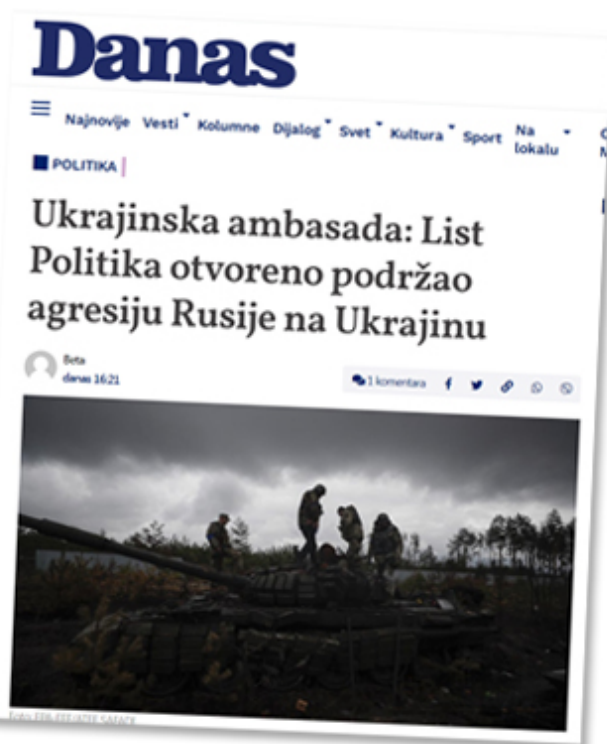 Danas
Najnovije Vesti Kolumne Dijalog Svet Kultura Sport Na lokalu
POLITIKA
Ukrajinska ambasada: List
Politika otvoreno podržao
agresiju Rusije na Ukrajinu
Beta
danas 16:21
1 komentara